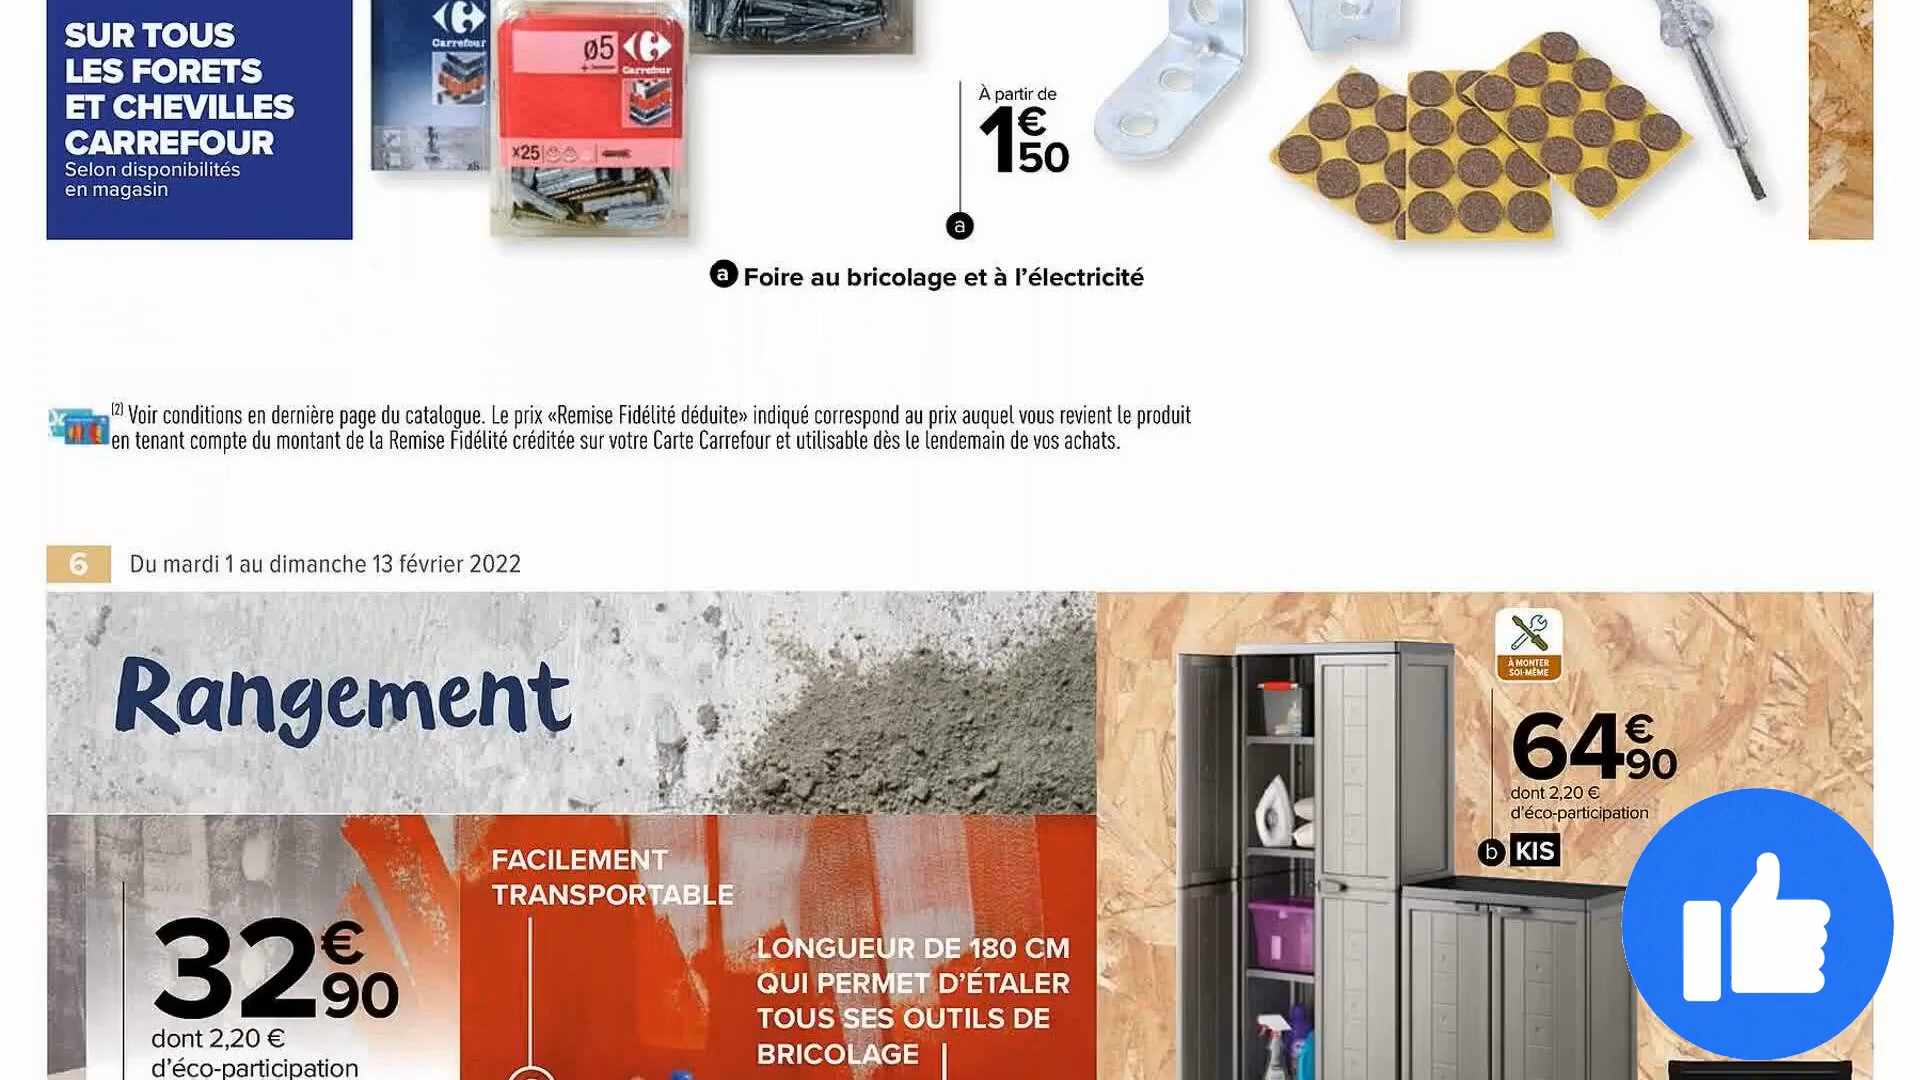 SUR TOUS
LES FORETS
ET CHEVILLES
CARREFOUR
Selon disponibilités
en magasin
Carrefour
Ø5
Carrefour
x25
x8
À partir de
1€50
a
a Foire au bricolage et à l'électricité
(2) Voir conditions en dernière page du catalogue. Le prix «Remise Fidélité déduite» indiqué correspond au prix auquel vous revient le produit
en tenant compte du montant de la Remise Fidélité créditée sur votre Carte Carrefour et utilisable dès le lendemain de vos achats.
6 Du mardi 1 au dimanche 13 février 2022
Rangement
À MONTER
SOI-MÊME
64€90
dont 2,20 €
d'éco-participation
b KIS
FACILEMENT
TRANSPORTABLE
32€90
dont 2,20 €
d'éco-participation
LONGUEUR DE 180 CM
QUI PERMET D'ÉTALER
TOUS SES OUTILS DE
BRICOLAGE